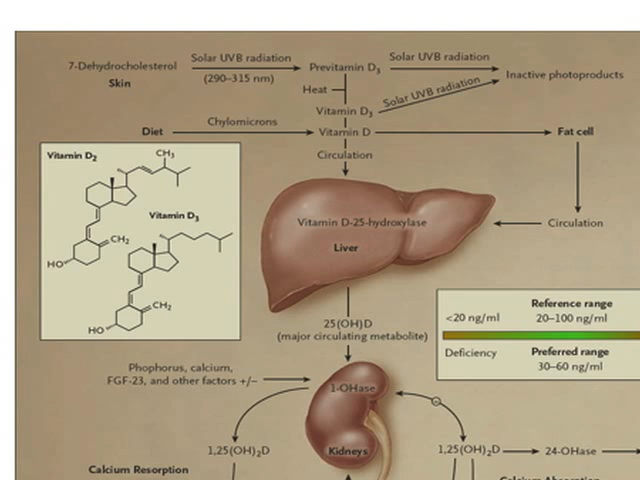 Solar UVB radiation
Solar UVB radiation
7-Dehydrocholesterol
Previtamin D3
Inactive photoproducts
Skin
(290–315 nm)
Heat
Solar UVB radiation
Vitamin D3
Chylomicrons
Diet
Vitamin D
Fat cell
Circulation
Vitamin D2
CH3
Vitamin D3
CH2
HO
CH2
HO
Vitamin D-25-hydroxylase
Circulation
Liver
Reference range
<20 ng/ml
20–100 ng/ml
Deficiency
Preferred range
30–60 ng/ml
25(OH)D
(major circulating metabolite)
Phophorus, calcium,
FGF-23, and other factors +/–
1-OHase
–
1,25(OH)2D
Kidneys
1,25(OH)2D
24-OHase
Calcium Resorption
Calcium Absorption